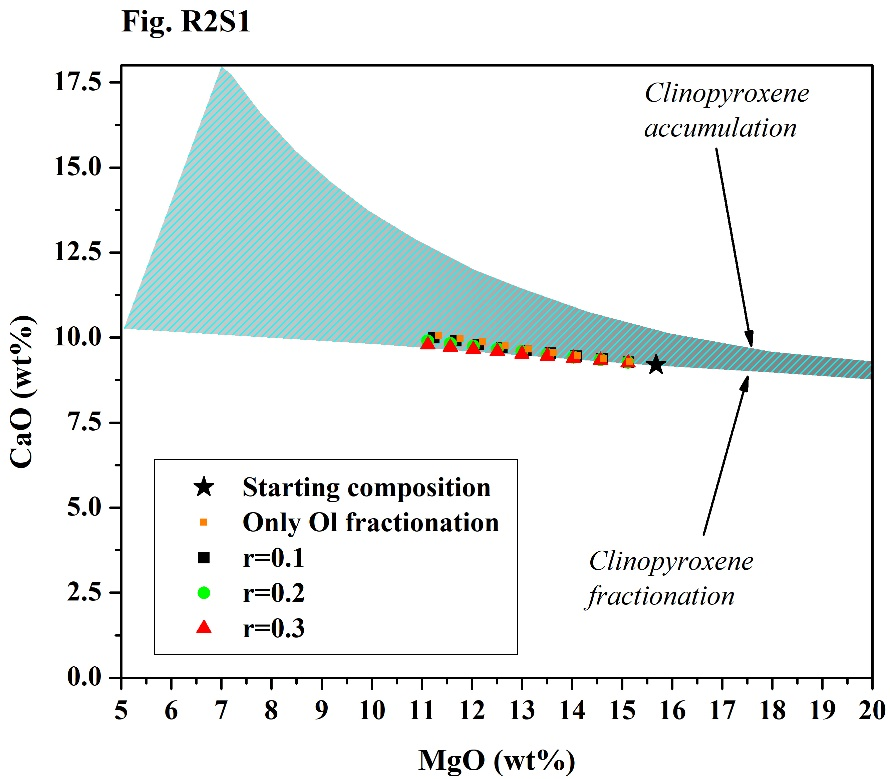 Fig. R2S1
CaO (wt%)
17.5
15.0
12.5
10.0
7.5
5.0
2.5
0.0
Clinopyroxene
accumulation
Clinopyroxene
fractionation
Starting composition
Only Ol fractionation
r=0.1
r=0.2
r=0.3
5 6 7 8 9 10 11 12 13 14 15 16 17 18 19 20
MgO (wt%)